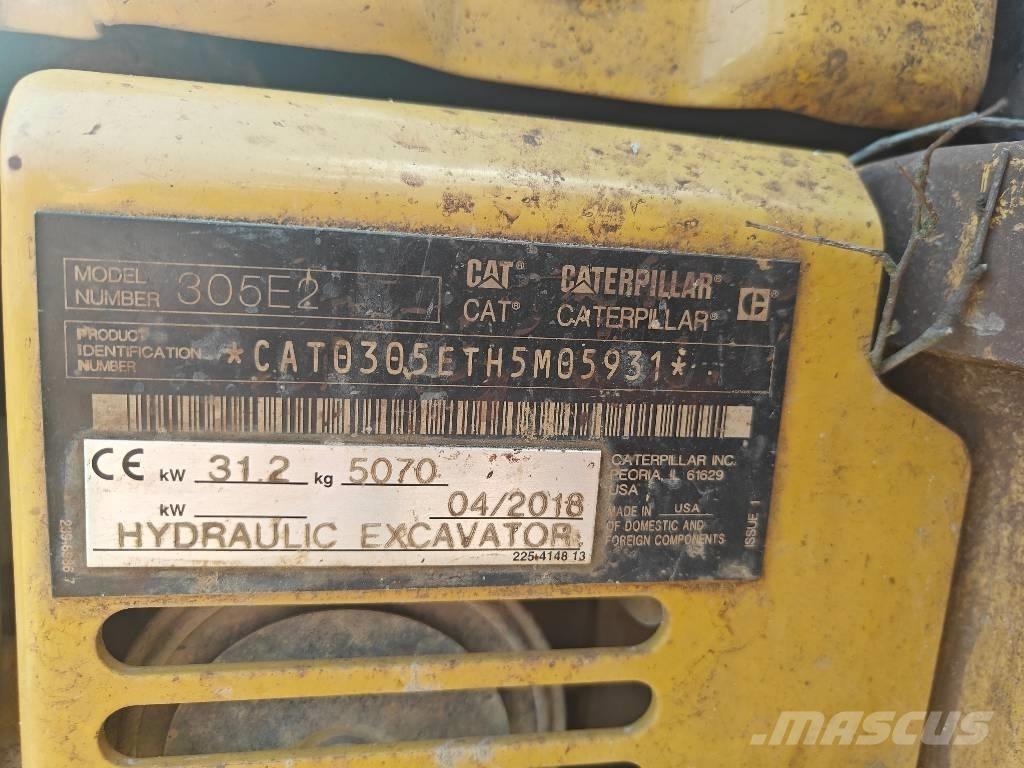 MODEL NUMBER 305E2
CAT CATERPILLAR®
CAT® CATERPILLAR®
PRODUCT IDENTIFICATION NUMBER *CAT0305ETH5M05931*
CE kW 31.2 kg 5070
kW 04/2018
HYDRAULIC EXCAVATOR
225-4148 13
CATERPILLAR INC.
PEORIA, IL 61629
USA
MADE IN USA
OF DOMESTIC AND
FOREIGN COMPONENTS
ISSUE 1
MASCUS